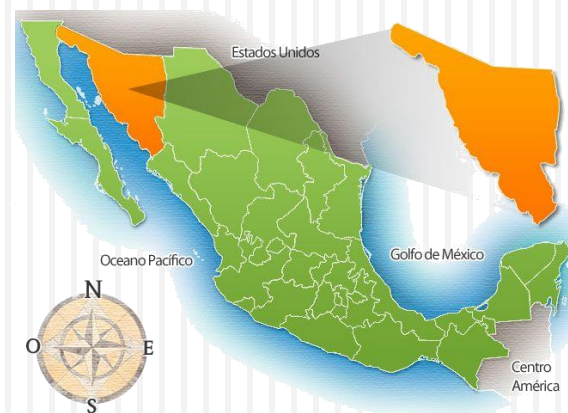 Estados Unidos
Oceano Pacífico
Golfo de México
N
O
E
S
Centro
América